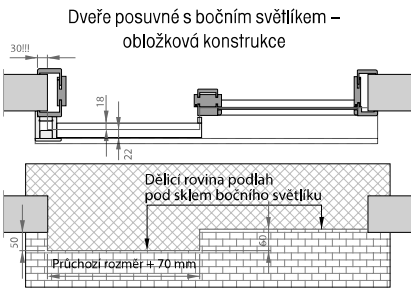 Dveře posuvné s bočním světlíkem –
obložková konstrukce
30!!!
18
22
Dělicí rovina podlah
pod sklem bočního světlíku
50
60
Průchozí rozměr + 70 mm